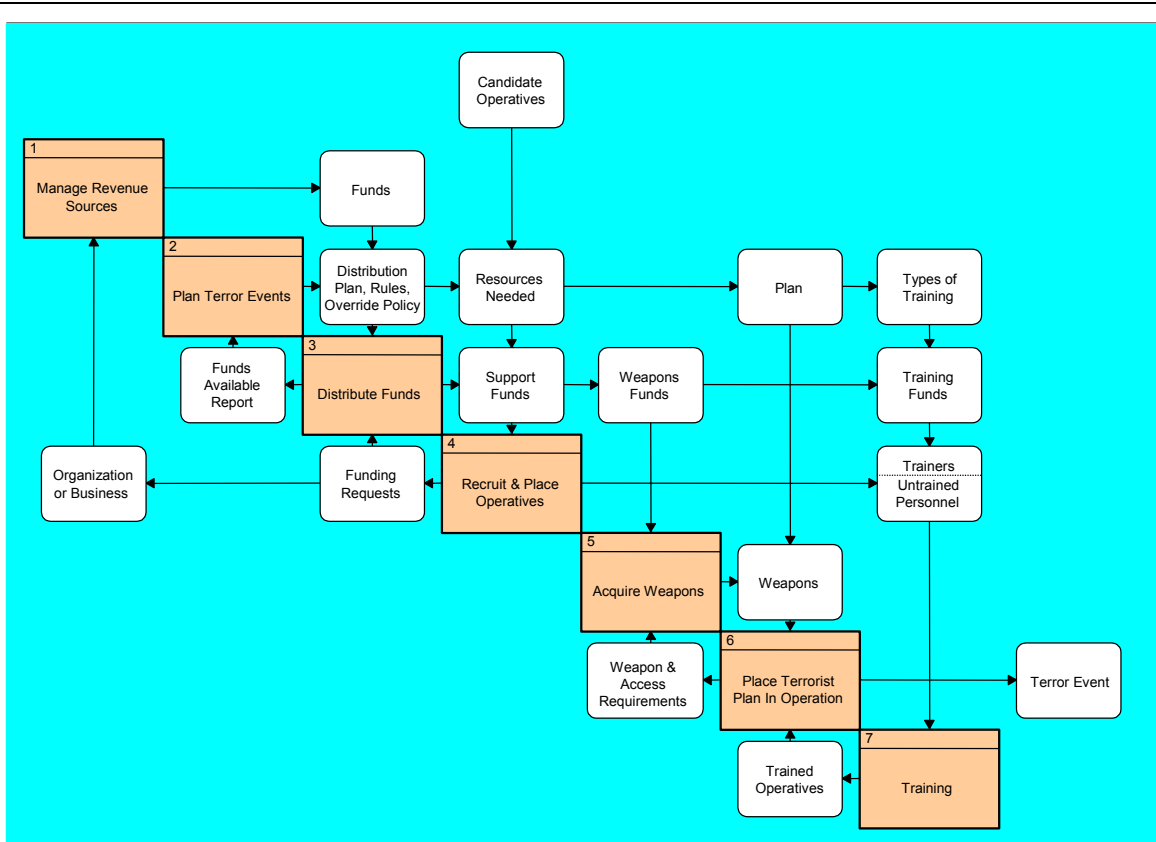 Candidate
Operatives
1
Manage Revenue
Sources
Funds
2
Plan Terror Events
Distribution
Plan, Rules,
Override Policy
Resources
Needed
Plan
Types of
Training
Funds
Available
Report
3
Distribute Funds
Support
Funds
Weapons
Funds
Training
Funds
Organization
or Business
Funding
Requests
4
Recruit & Place
Operatives
Trainers
Untrained
Personnel
5
Acquire Weapons
Weapons
Weapon &
Access
Requirements
6
Place Terrorist
Plan In Operation
Terror Event
Trained
Operatives
7
Training